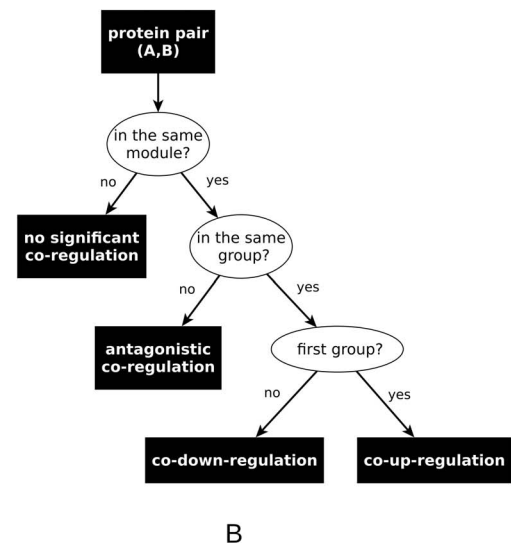 protein pair
(A,B)
in the same
module?
no
yes
no significant
co-regulation
in the same
group?
no
yes
antagonistic
co-regulation
first group?
no
yes
co-down-regulation
co-up-regulation
B